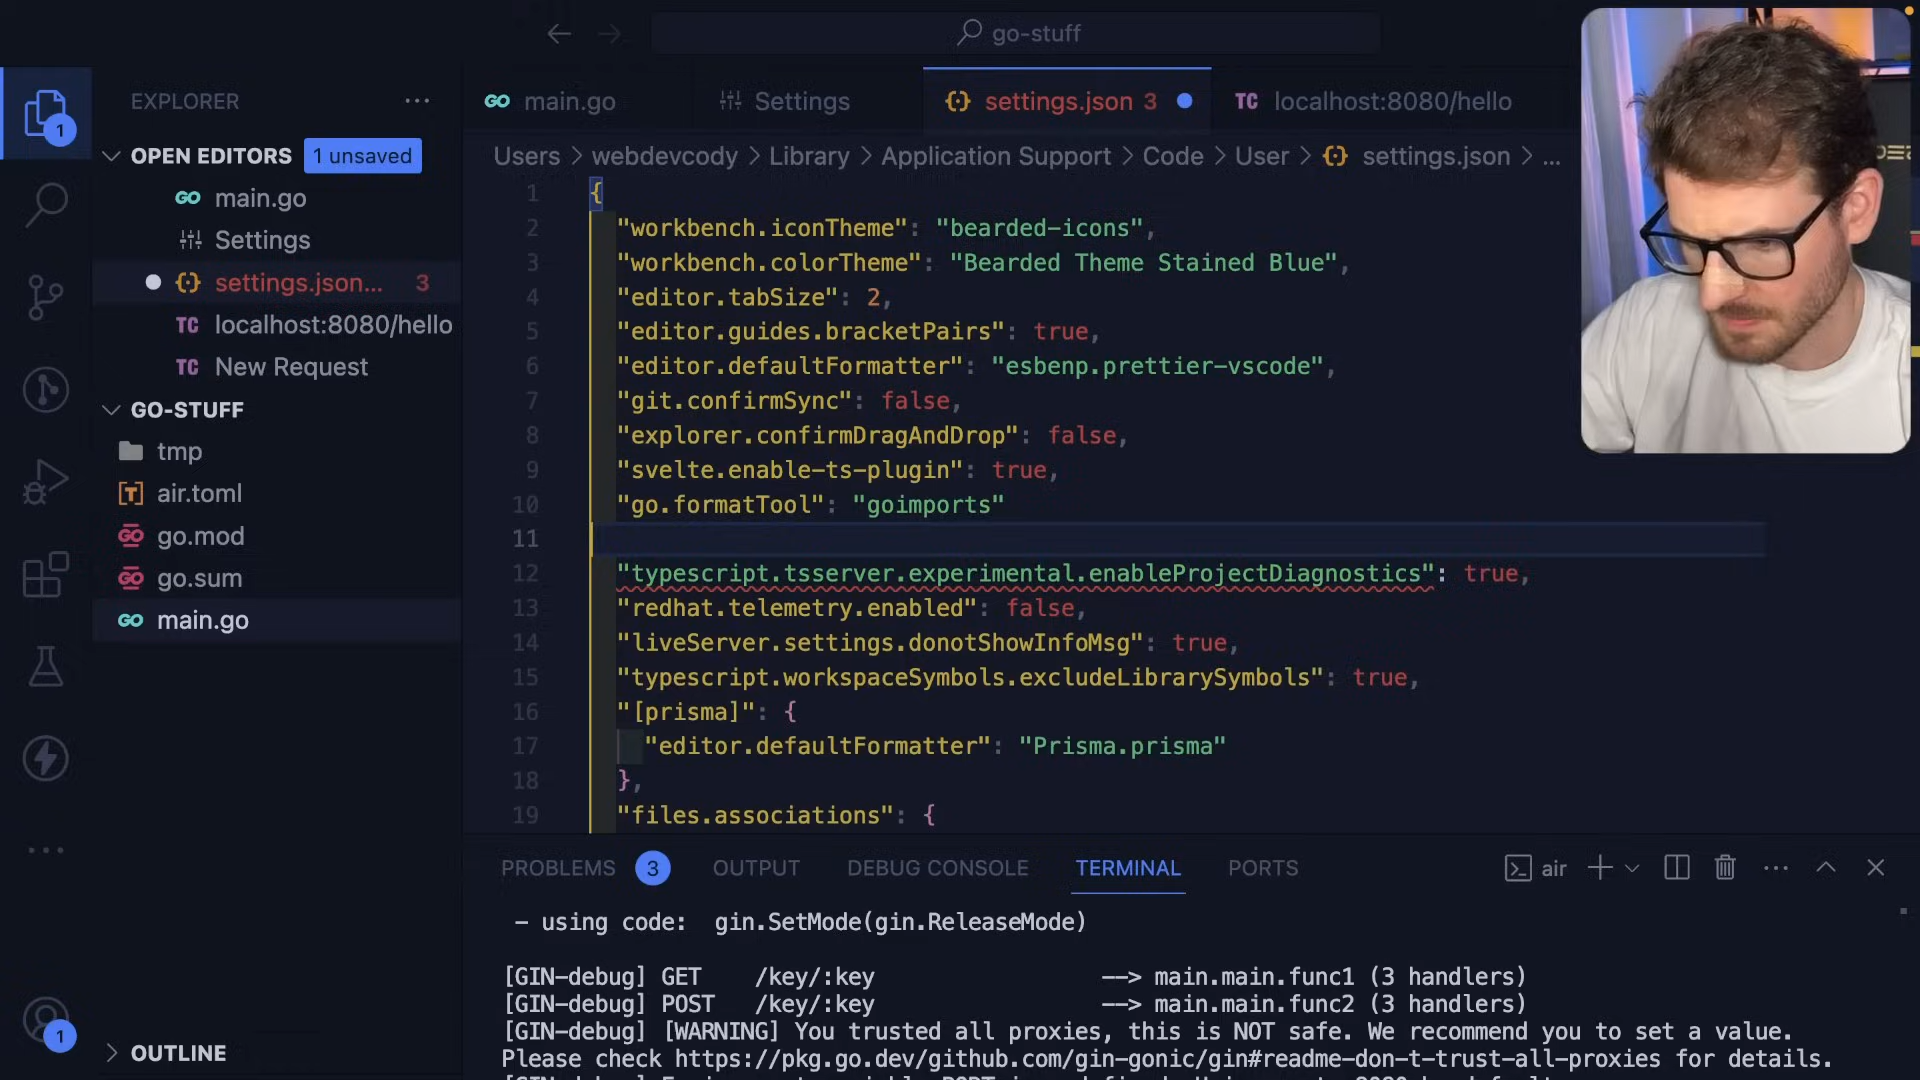 go-stuff
EXPLORER
OPEN EDITORS 1 unsaved
main.go
Settings
settings.json... 3
localhost:8080/hello
New Request
GO-STUFF
tmp
air.toml
go.mod
go.sum
main.go
OUTLINE
1
1
main.go
Settings
settings.json 3
TC localhost:8080/hello
Users > webdevcody > Library > Application Support > Code > User > {} settings.json > ...
1 {
2 "workbench.iconTheme": "bearded-icons",
3 "workbench.colorTheme": "Bearded Theme Stained Blue",
4 "editor.tabSize": 2,
5 "editor.guides.bracketPairs": true,
6 "editor.defaultFormatter": "esbenp.prettier-vscode",
7 "git.confirmSync": false,
8 "explorer.confirmDragAndDrop": false,
9 "svelte.enable-ts-plugin": true,
10 "go.formatTool": "goimports"
11
12 "typescript.tsserver.experimental.enableProjectDiagnostics": true,
13 "redhat.telemetry.enabled": false,
14 "liveServer.settings.donotShowInfoMsg": true,
15 "typescript.workspaceSymbols.excludeLibrarySymbols": true,
16 "[prisma]": {
17 "editor.defaultFormatter": "Prisma.prisma"
18 },
19 "files.associations": {
PROBLEMS 3 OUTPUT DEBUG CONSOLE TERMINAL PORTS air
- using code: gin.SetMode(gin.ReleaseMode)
[GIN-debug] GET /key/:key --> main.main.func1 (3 handlers)
[GIN-debug] POST /key/:key --> main.main.func2 (3 handlers)
[GIN-debug] [WARNING] You trusted all proxies, this is NOT safe. We recommend you to set a value.
Please check https://pkg.go.dev/github.com/gin-gonic/gin#readme-don-t-trust-all-proxies for details.